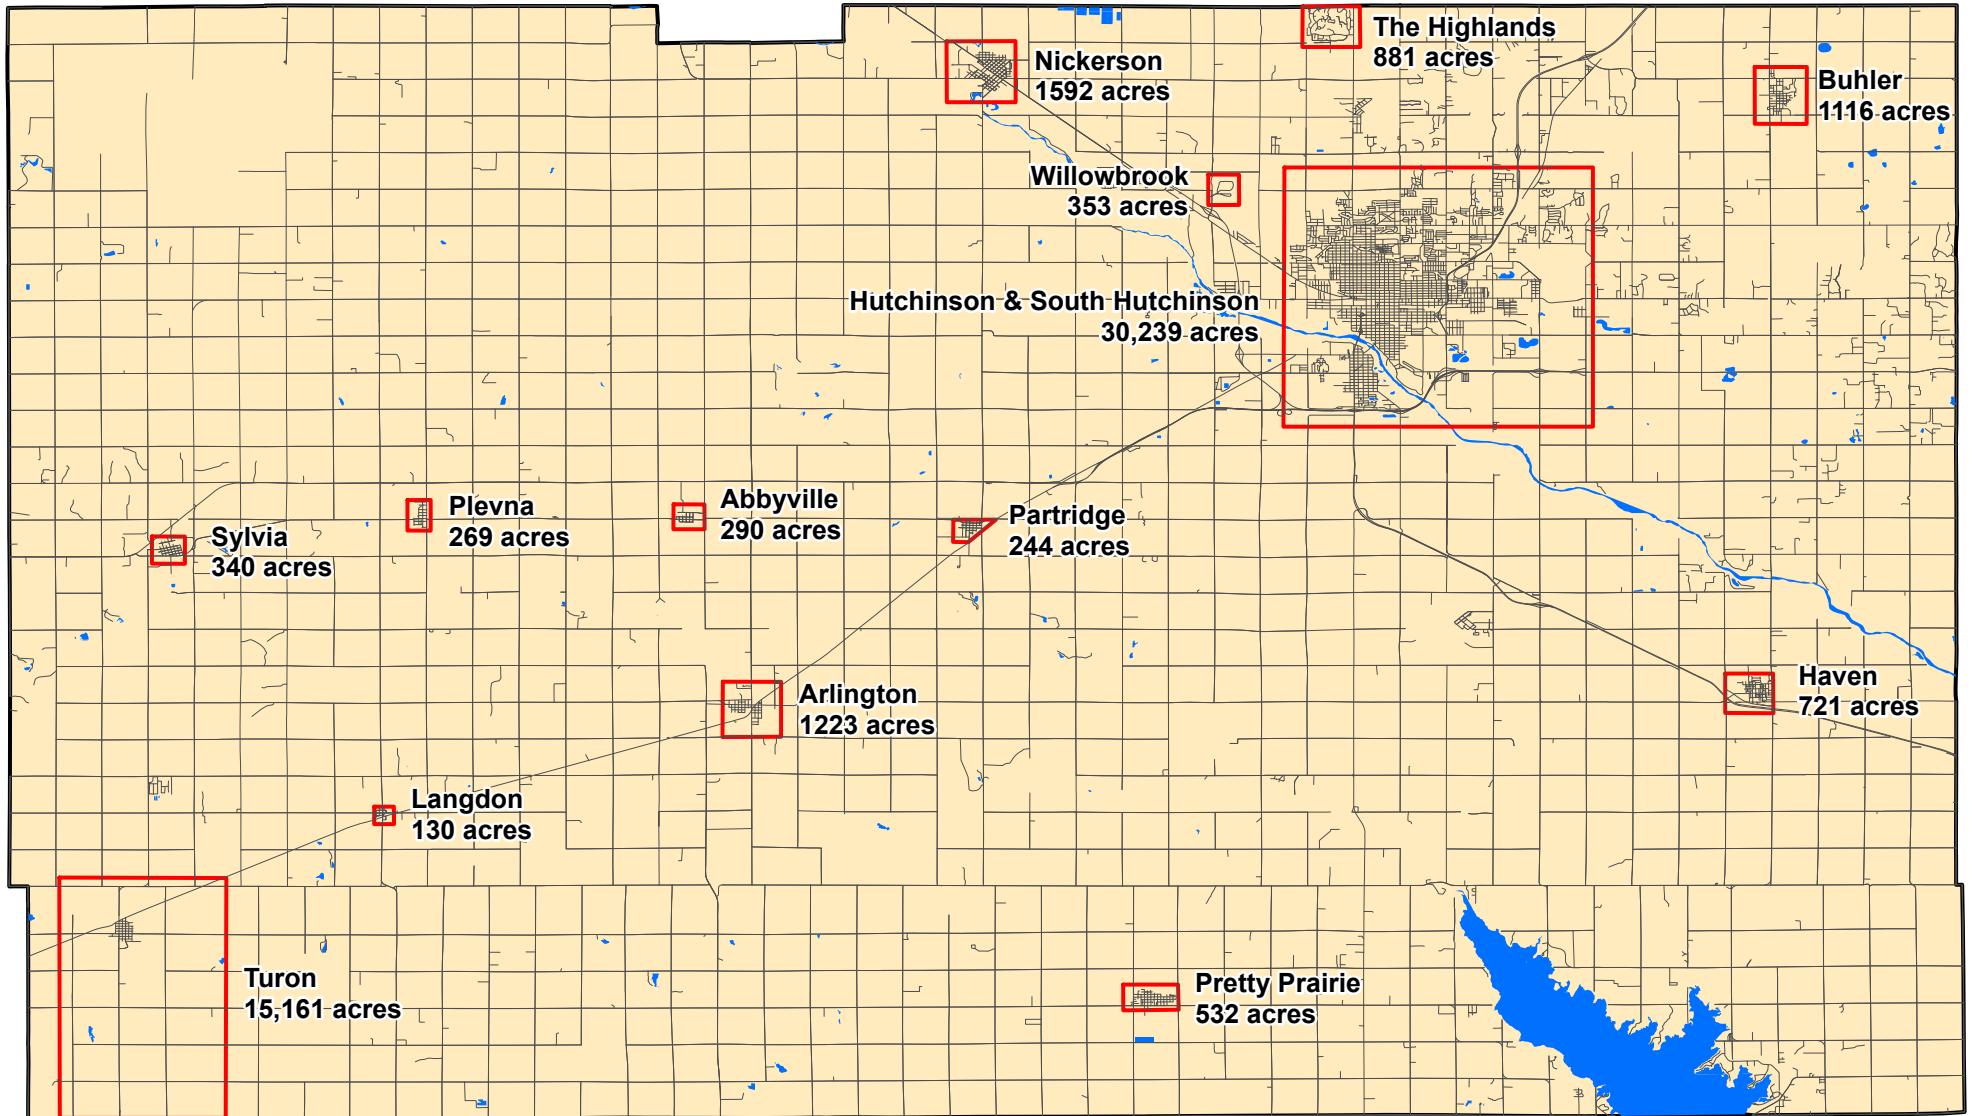 The Highlands
881 acres
Nickerson
1592 acres
Buhler
1116 acres
Willowbrook
353 acres
Hutchinson & South Hutchinson
30,239 acres
Plevna
269 acres
Abbyville
290 acres
Partridge
244 acres
Sylvia
340 acres
Haven
721 acres
Arlington
1223 acres
Langdon
130 acres
Turon
15,161 acres
Pretty Prairie
532 acres